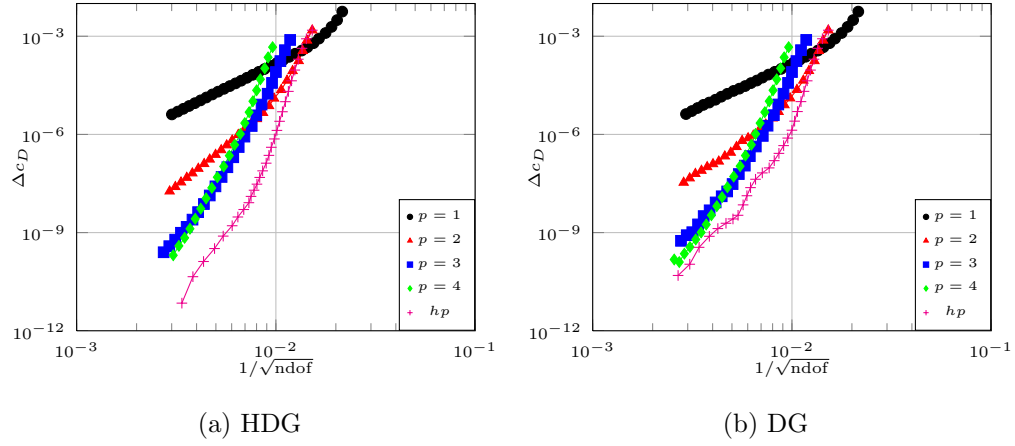 10^{-3}
10^{-6}
10^{-9}
10^{-12}
Δc_D
p = 1
p = 2
p = 3
p = 4
hp
10^{-3}
10^{-2}
10^{-1}
1/√ndof
(a) HDG
10^{-3}
10^{-6}
10^{-9}
10^{-12}
Δc_D
p = 1
p = 2
p = 3
p = 4
hp
10^{-3}
10^{-2}
10^{-1}
1/√ndof
(b) DG